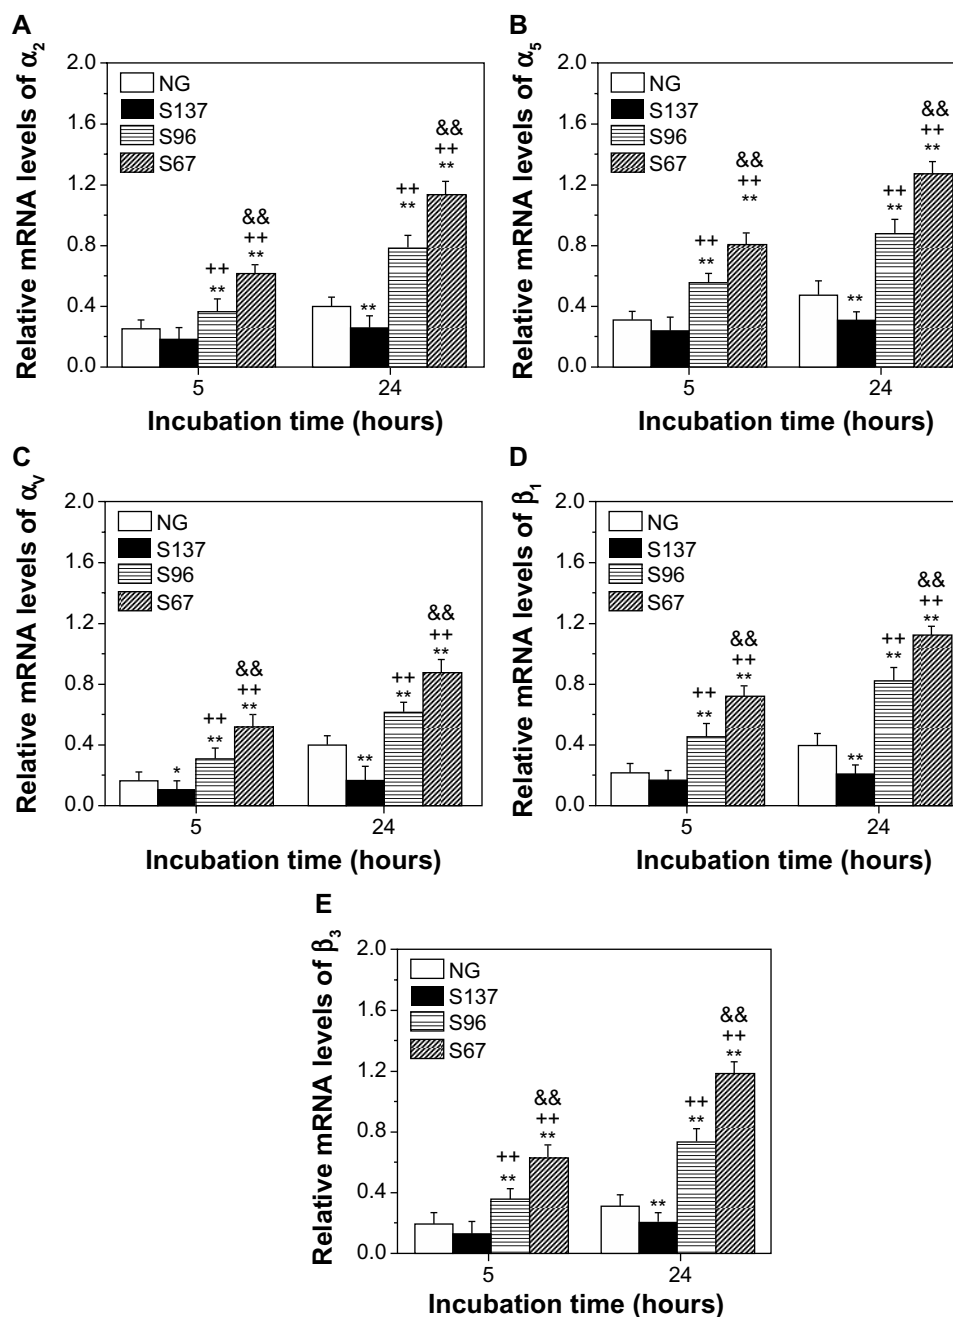 A
Relative mRNA levels of α2
2.0
1.6
1.2
0.8
0.4
0.0
NG
S137
S96
S67
++
**
&&
++
**
**
++
**
&&
++
**
5
24
Incubation time (hours)
B
Relative mRNA levels of α5
2.0
1.6
1.2
0.8
0.4
0.0
NG
S137
S96
S67
++
**
&&
++
**
**
++
**
&&
++
**
5
24
Incubation time (hours)
C
Relative mRNA levels of αV
2.0
1.6
1.2
0.8
0.4
0.0
NG
S137
S96
S67
*
++
**
&&
++
**
**
++
**
&&
++
**
5
24
Incubation time (hours)
D
Relative mRNA levels of β1
2.0
1.6
1.2
0.8
0.4
0.0
NG
S137
S96
S67
++
**
&&
++
**
**
++
**
&&
++
**
5
24
Incubation time (hours)
E
Relative mRNA levels of β3
2.0
1.6
1.2
0.8
0.4
0.0
NG
S137
S96
S67
++
**
&&
++
**
**
++
**
&&
++
**
5
24
Incubation time (hours)